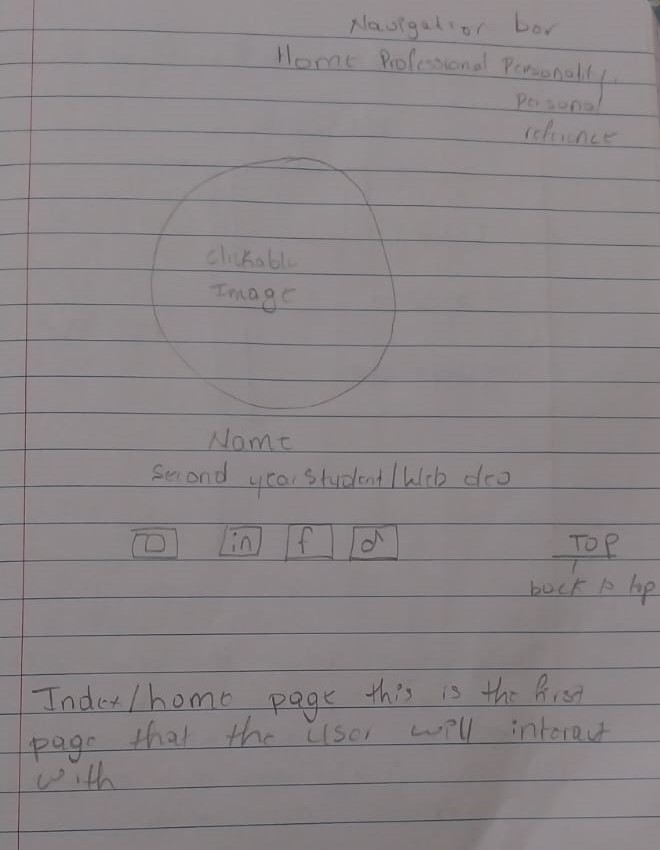 Navigation bar
Home Professional Personality
Personal
reference
Clickable
Image
Name
Second year student/Web dev
in f
TOP
back to top
Index/home page this is the first
page that the user will interact
with